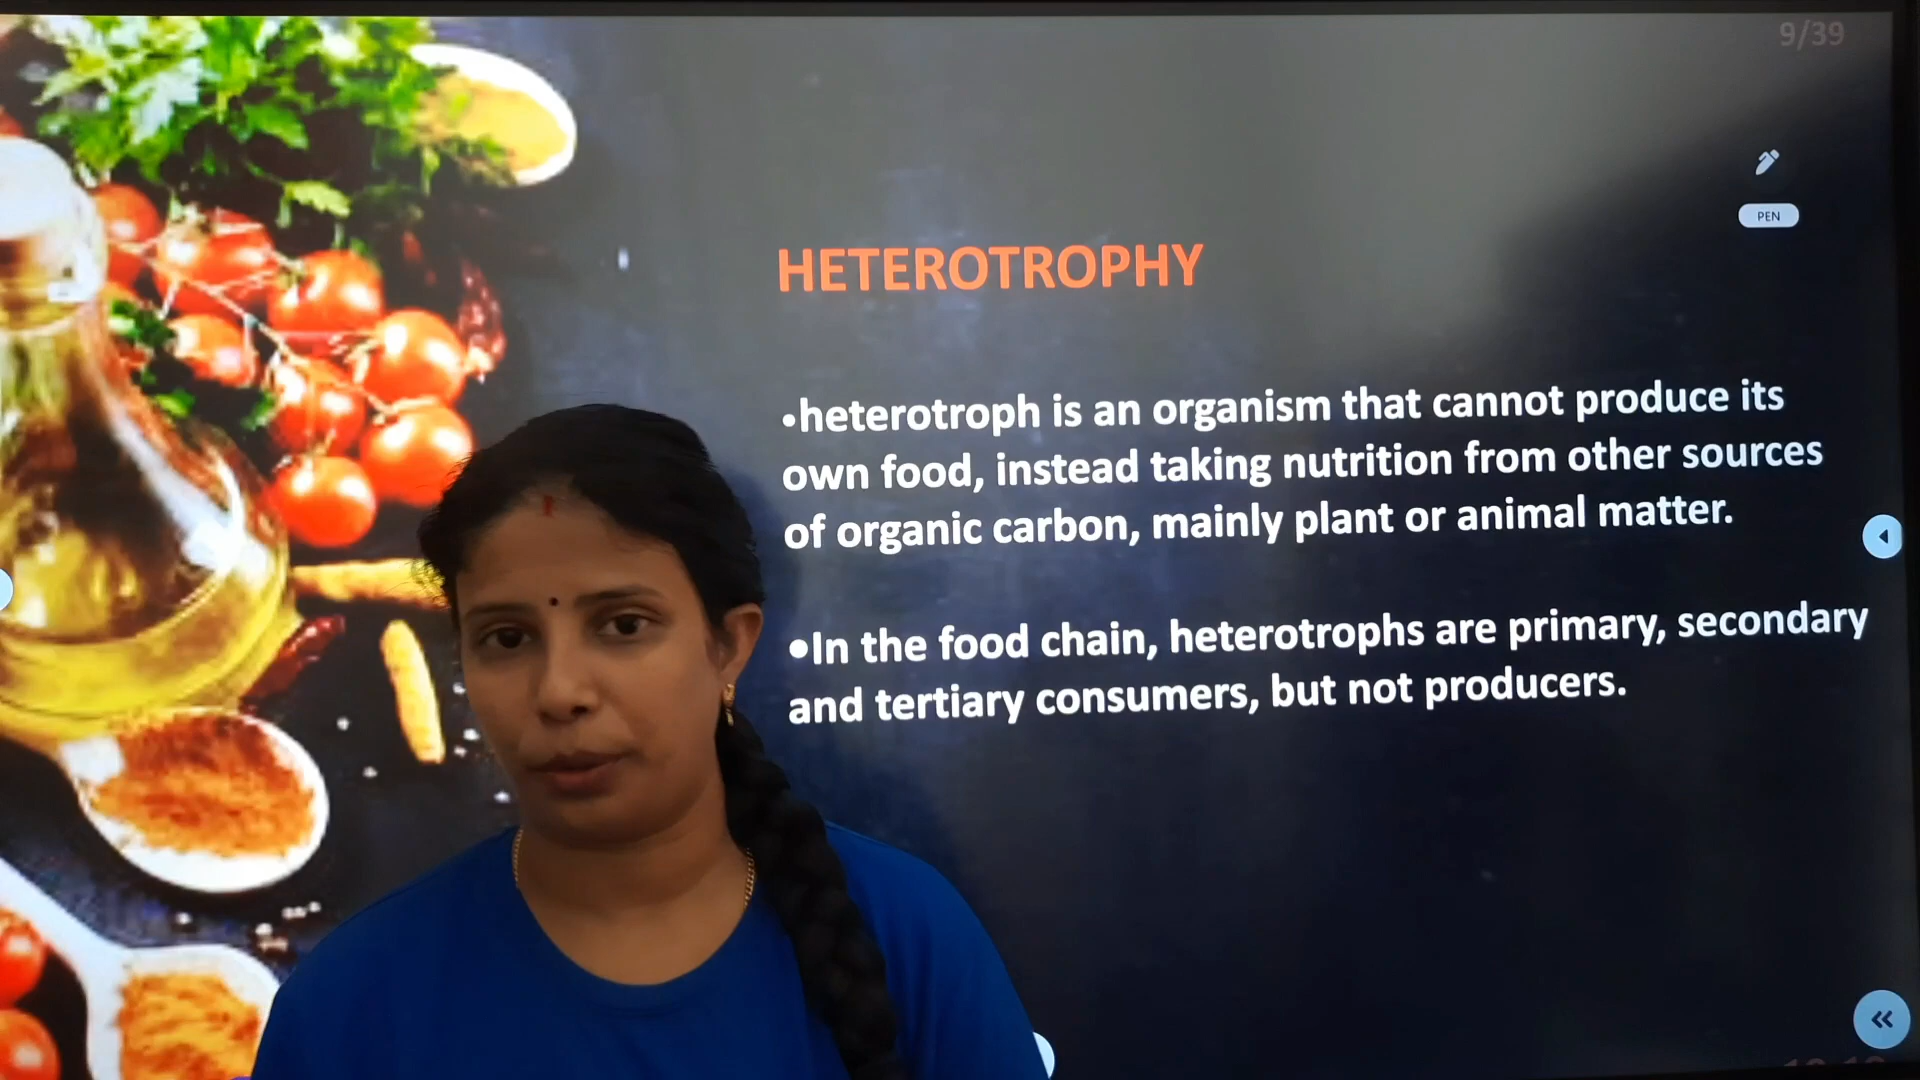 9/39
PEN
HETEROTROPHY
•heterotroph is an organism that cannot produce its
own food, instead taking nutrition from other sources
of organic carbon, mainly plant or animal matter.
•In the food chain, heterotrophs are primary, secondary
and tertiary consumers, but not producers.